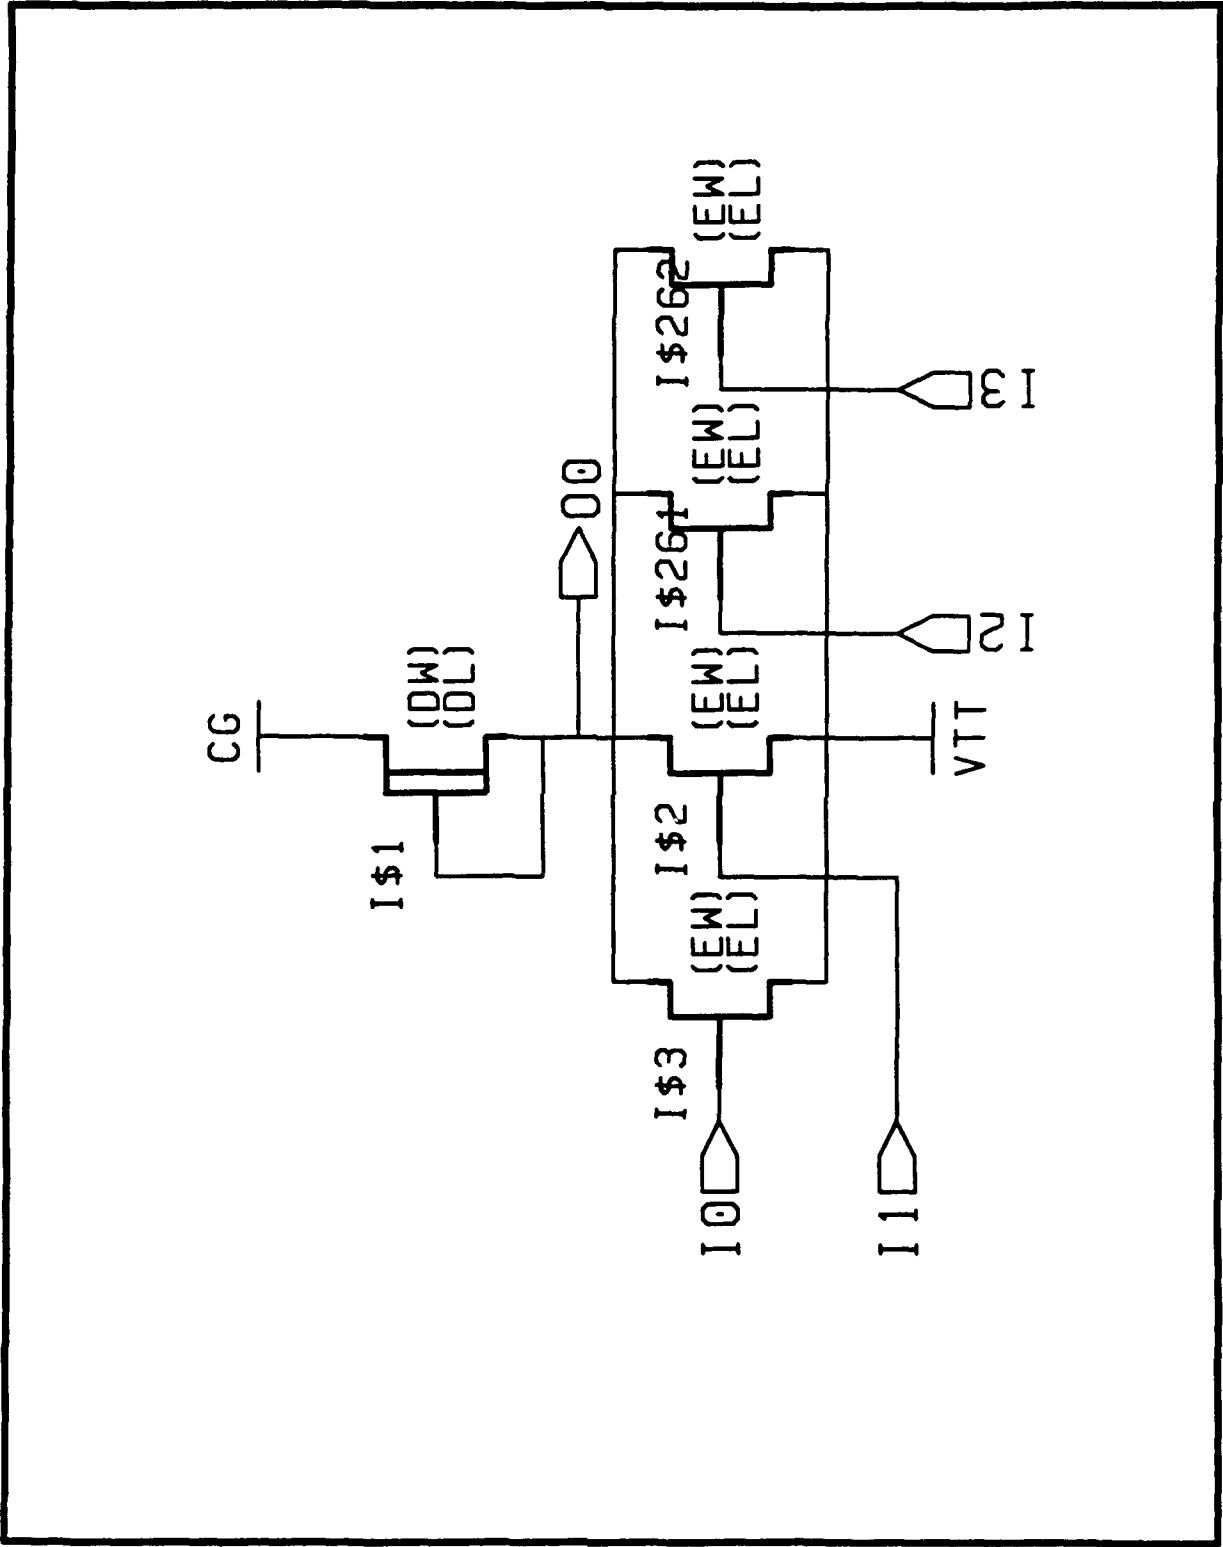 CG
(DW)
(DL)
I$1
O0
I$3
(EW)
(EL)
I$2
(EW)
(EL)
I$261
(EW)
(EL)
I$262
(EW)
(EL)
I0
I1
VTT
I2
I3